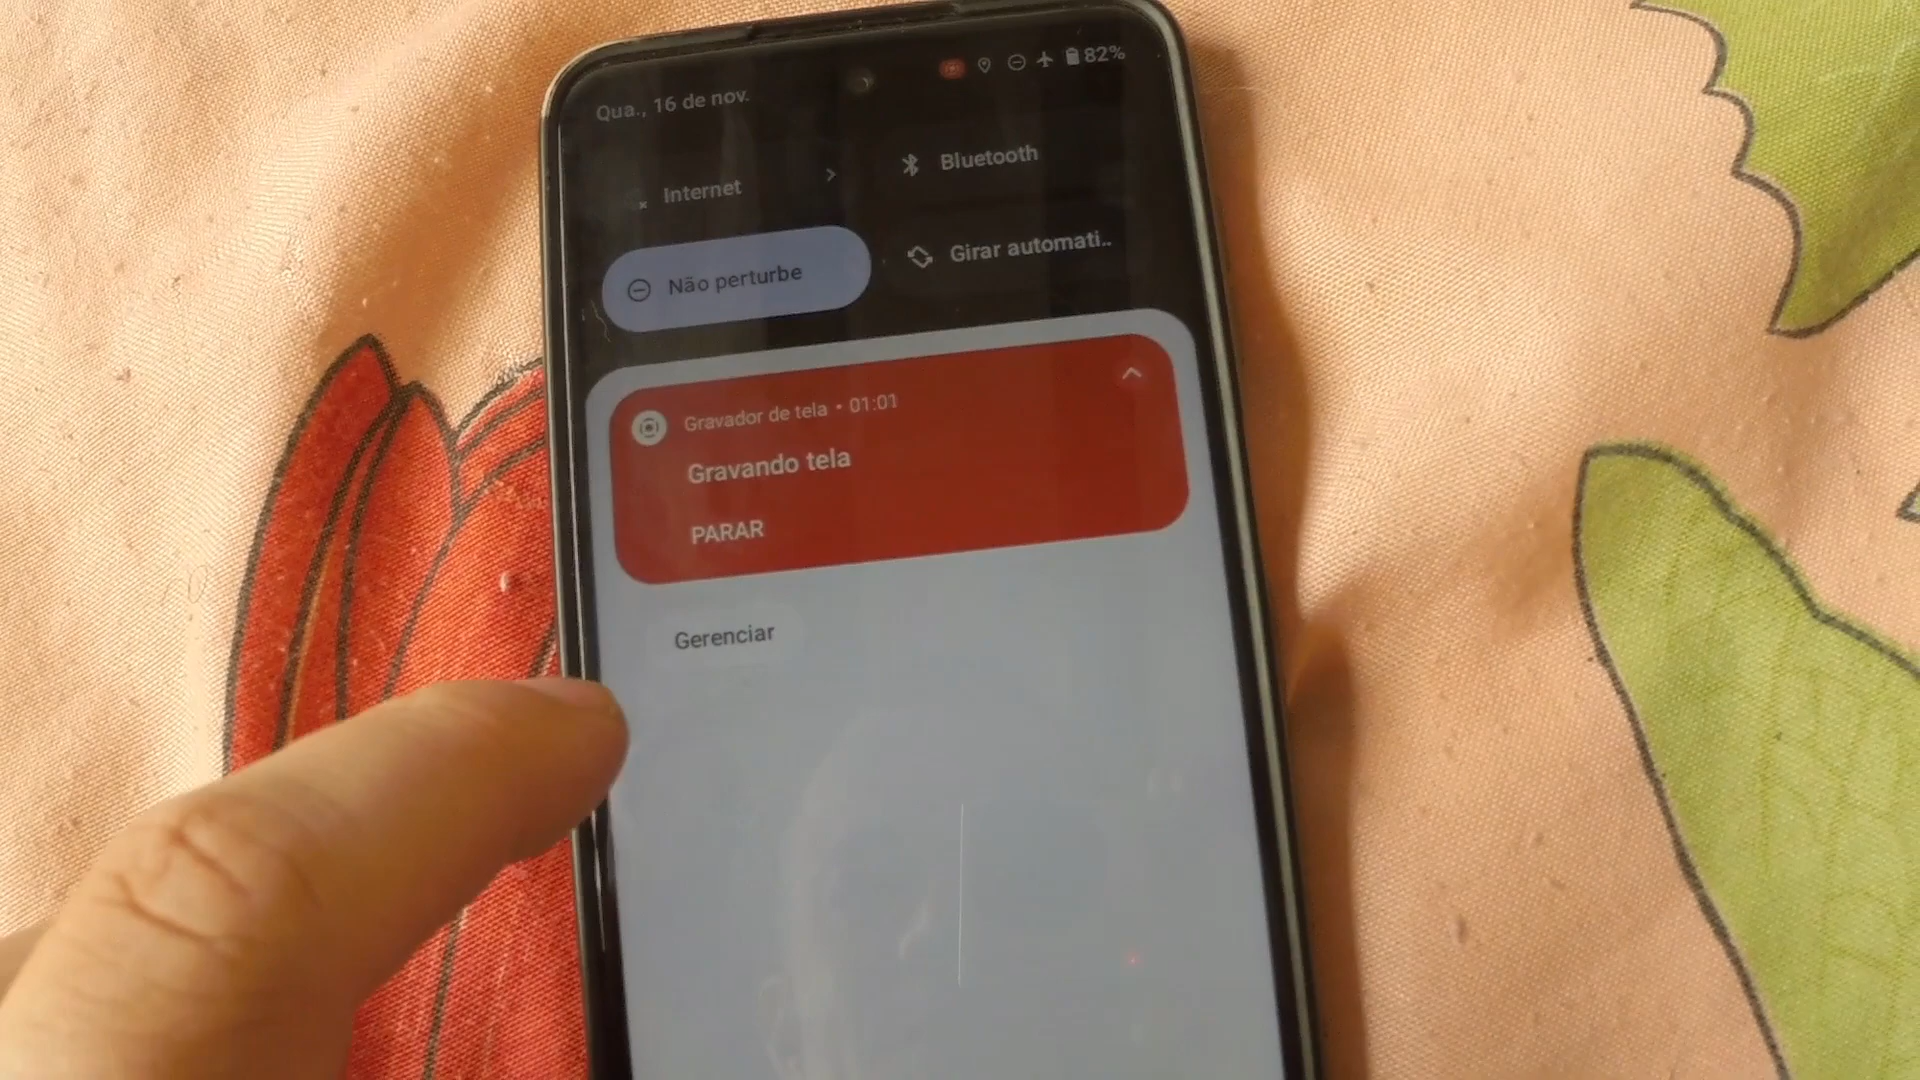 82%
Qua., 16 de nov.
Internet
Bluetooth
Não perturbe
Girar automati..
Gravador de tela • 01:01
Gravando tela
PARAR
Gerenciar